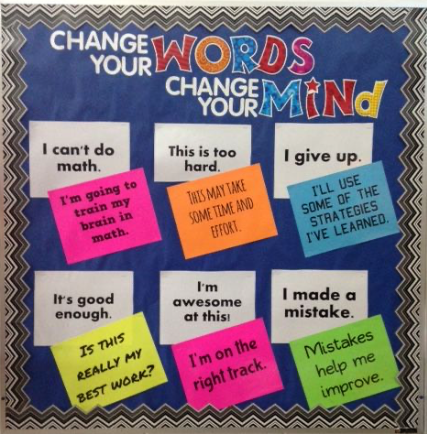 CHANGE
YOUR WORDS
CHANGE
YOUR MiNd
I can't do
math.
I'm going to
train my
brain in
math.
This is too
hard.
THIS MAY TAKE
SOME TIME AND
EFFORT.
I give up.
I'LL USE
SOME OF THE
STRATEGIES
I'VE LEARNED.
It's good
enough.
IS THIS
REALLY MY
BEST WORK?
I'm
awesome
at this!
I'm on the
right track.
I made a
mistake.
Mistakes
help me
improve.